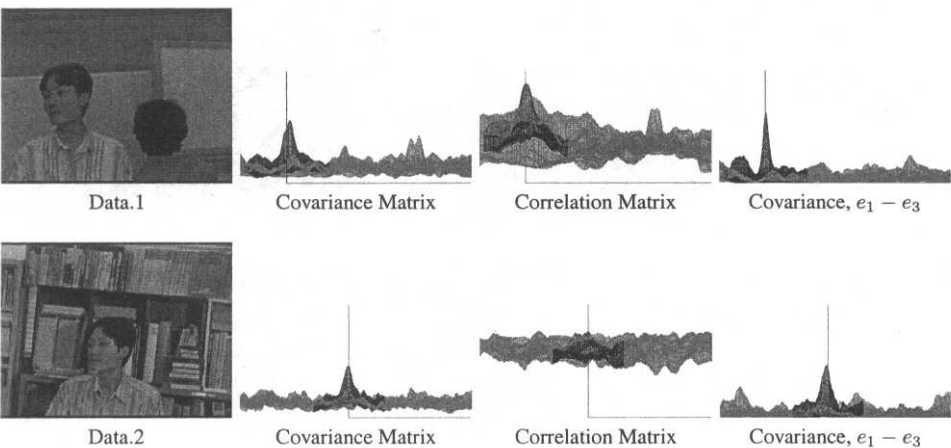 Data.1
Covariance Matrix
Correlation Matrix
Covariance, e₁ − e₃
Data.2
Covariance Matrix
Correlation Matrix
Covariance, e₁ − e₃